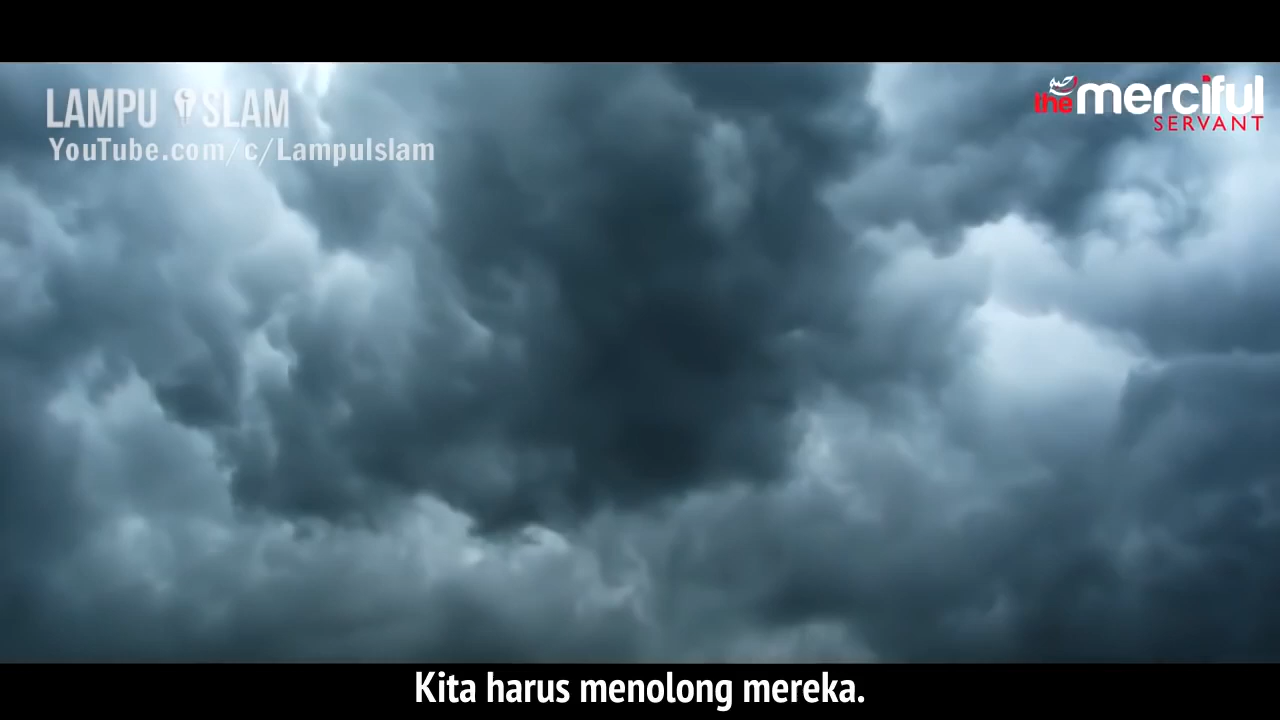 LAMPU ISLAM
YouTube.com/c/LampuIslam
the merciful
SERVANT
Kita harus menolong mereka.